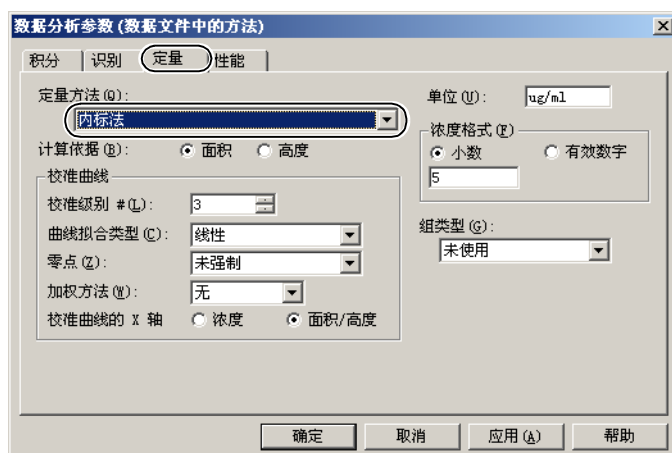 数据分析参数 (数据文件中的方法)
积分 识别 定量 性能
定量方法(Q):
内标法
计算依据(B): 面积 高度
校准曲线
校准级别 #(L): 3
曲线拟合类型(C): 线性
零点(Z): 未强制
加权方法(W): 无
校准曲线的 X 轴 浓度 面积/高度
单位(U): ug/ml
浓度格式(F)
小数 有效数字
5
组类型(G):
未使用
确定 取消 应用(A) 帮助